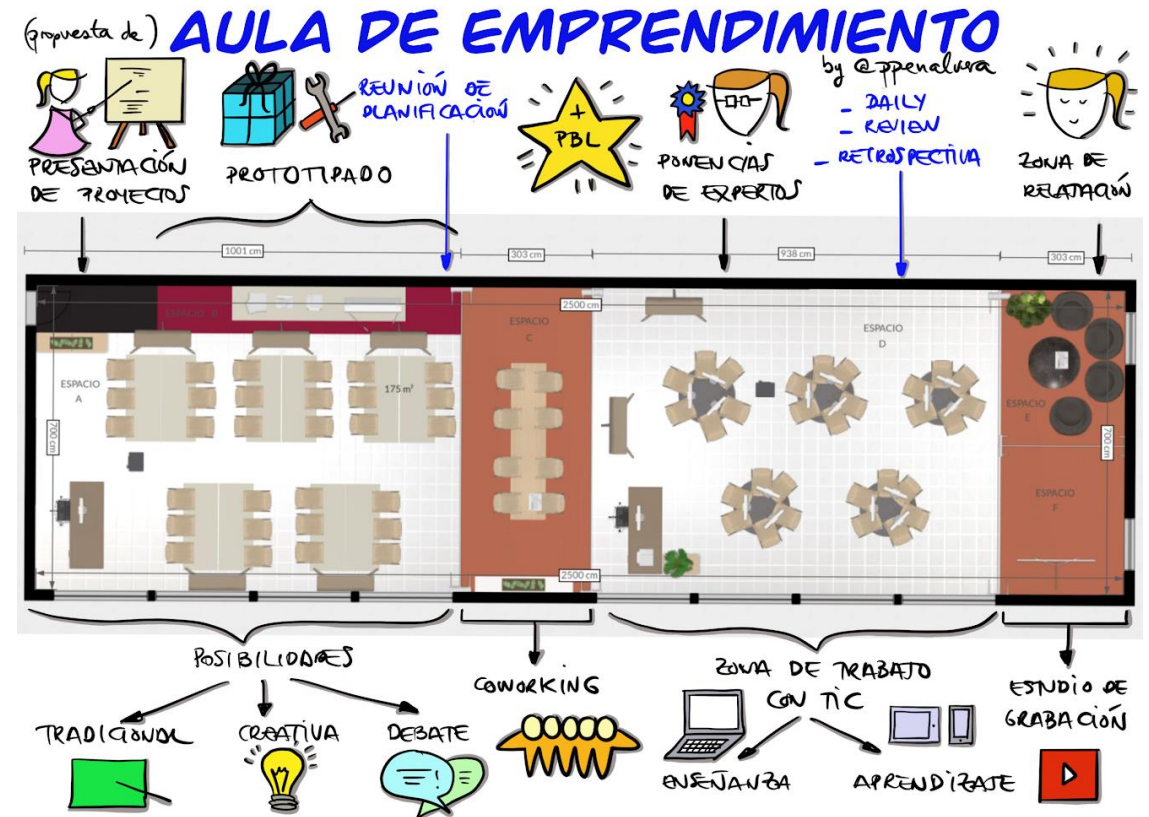 (propuesta de) AULA DE EMPRENDIMIENTO
by @ppenalvera
PRESENTACIÓN
DE PROYECTOS
PROTOTIPADO
REUNIÓN DE
PLANIFICACIÓN
+
PBL
PONENCIAS
DE EXPERTOS
- DAILY
- REVIEW
- RETROSPECTIVA
ZONA DE
RELATACIÓN
1001 cm
303 cm
938 cm
303 cm
2500 cm
ESPACIO B
ESPACIO
C
ESPACIO
D
ESPACIO
A
175 m²
ESPACIO
E
700 cm
700 cm
ESPACIO
F
2500 cm
POSIBILIDADES
TRADICIONAL
CREATIVA
DEBATE
COWORKING
ZONA DE TRABAJO
CON TIC
ENSEÑANZA
APRENDIZAJE
ESTUDIO DE
GRABACIÓN